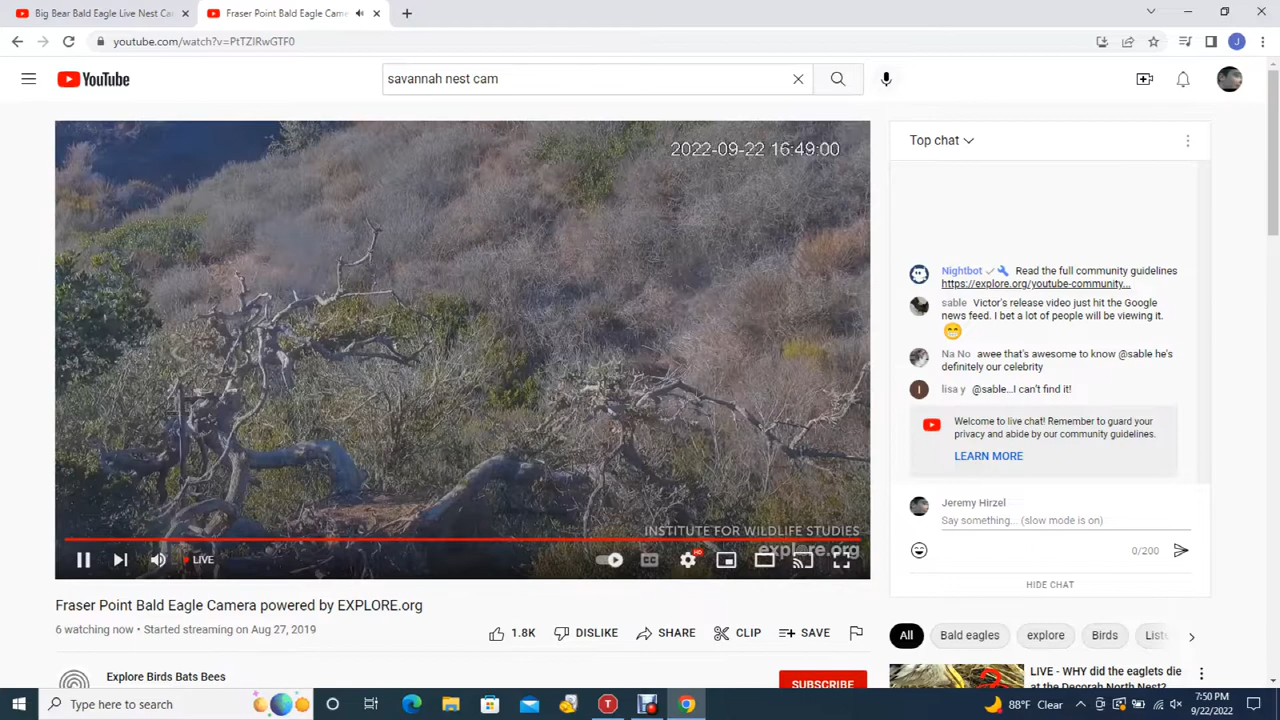 Big Bear Bald Eagle Live Nest Ca
Fraser Point Bald Eagle Came
youtube.com/watch?v=PtTZIRwGTF0
J
YouTube
savannah nest cam
2022-09-22 16:49:00
INSTITUTE FOR WILDLIFE STUDIES
explore.org
LIVE
CC
HD
Top chat
Nightbot Read the full community guidelines
https://explore.org/youtube-community...
sable Victor's release video just hit the Google
news feed. I bet a lot of people will be viewing it.
Na No awee that's awesome to know @sable he's
definitely our celebrity
I
lisa y @sable...I can't find it!
Welcome to live chat! Remember to guard your
privacy and abide by our community guidelines.
LEARN MORE
Jeremy Hirzel
Say something... (slow mode is on)
0/200
HIDE CHAT
Fraser Point Bald Eagle Camera powered by EXPLORE.org
6 watching now • Started streaming on Aug 27, 2019
1.8K
DISLIKE
SHARE
CLIP
SAVE
Explore Birds Bats Bees
SUBSCRIBE
All
Bald eagles
explore
Birds
List
LIVE - WHY did the eaglets die
at the Decorah North Nest?
Type here to search
T
88°F Clear
7:50 PM
9/22/2022